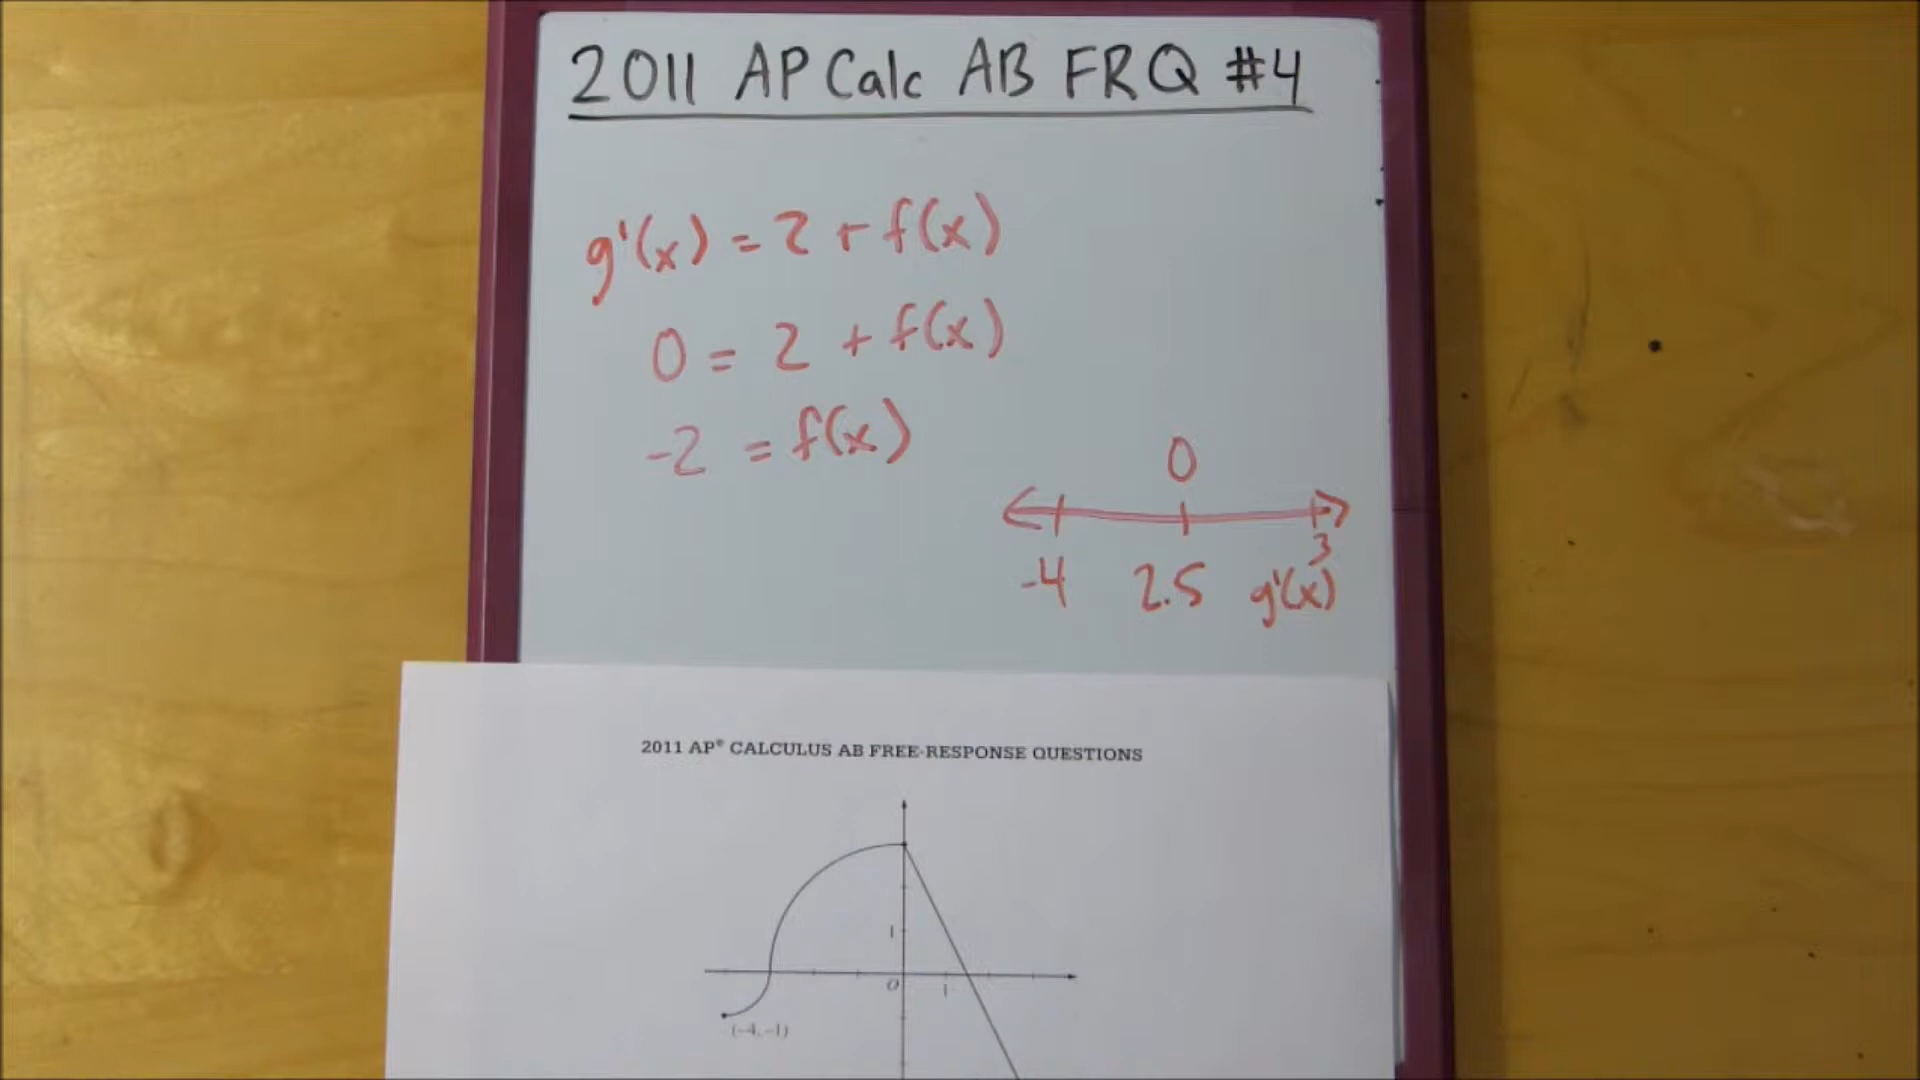 2011 AP Calc AB FRQ #4
g'(x) = 2 + f(x)
0 = 2 + f(x)
-2 = f(x)
0
-4 2.5 3
g'(x)
2011 AP® CALCULUS AB FREE-RESPONSE QUESTIONS
1
O 1
(-4, -1)